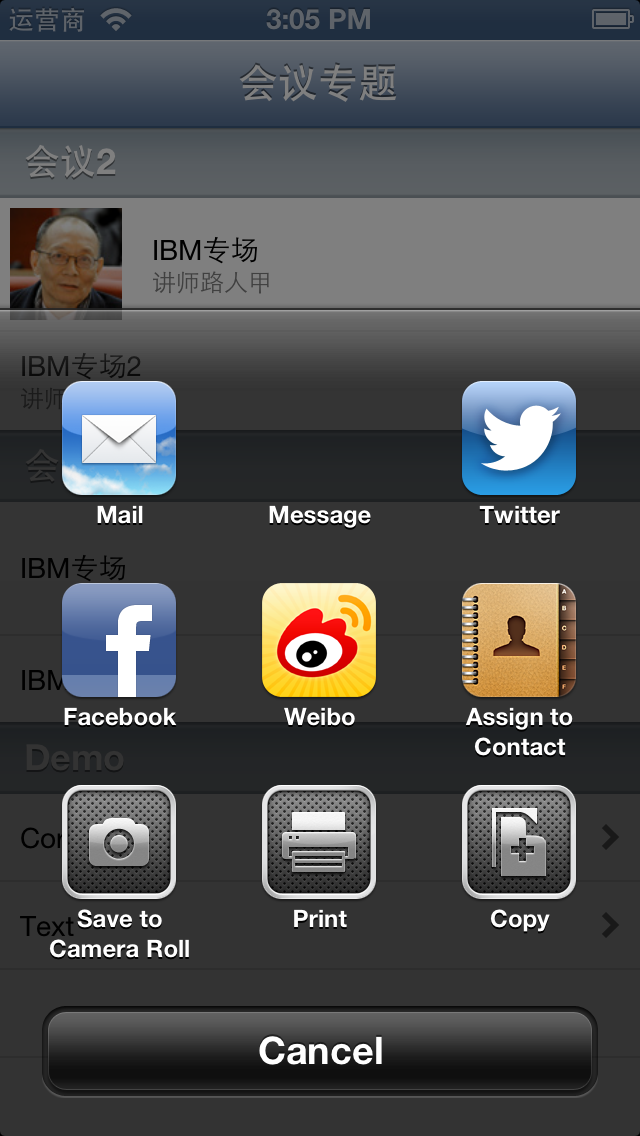 运营商 3:05 PM
会议专题
会议2
IBM专场
讲师路人甲
IBM专场2
讲师
会
Mail Message Twitter
IBM专场
IBM
Facebook Weibo Assign to
Contact
Demo
Con
Text
Save to Print Copy
Camera Roll
Cancel